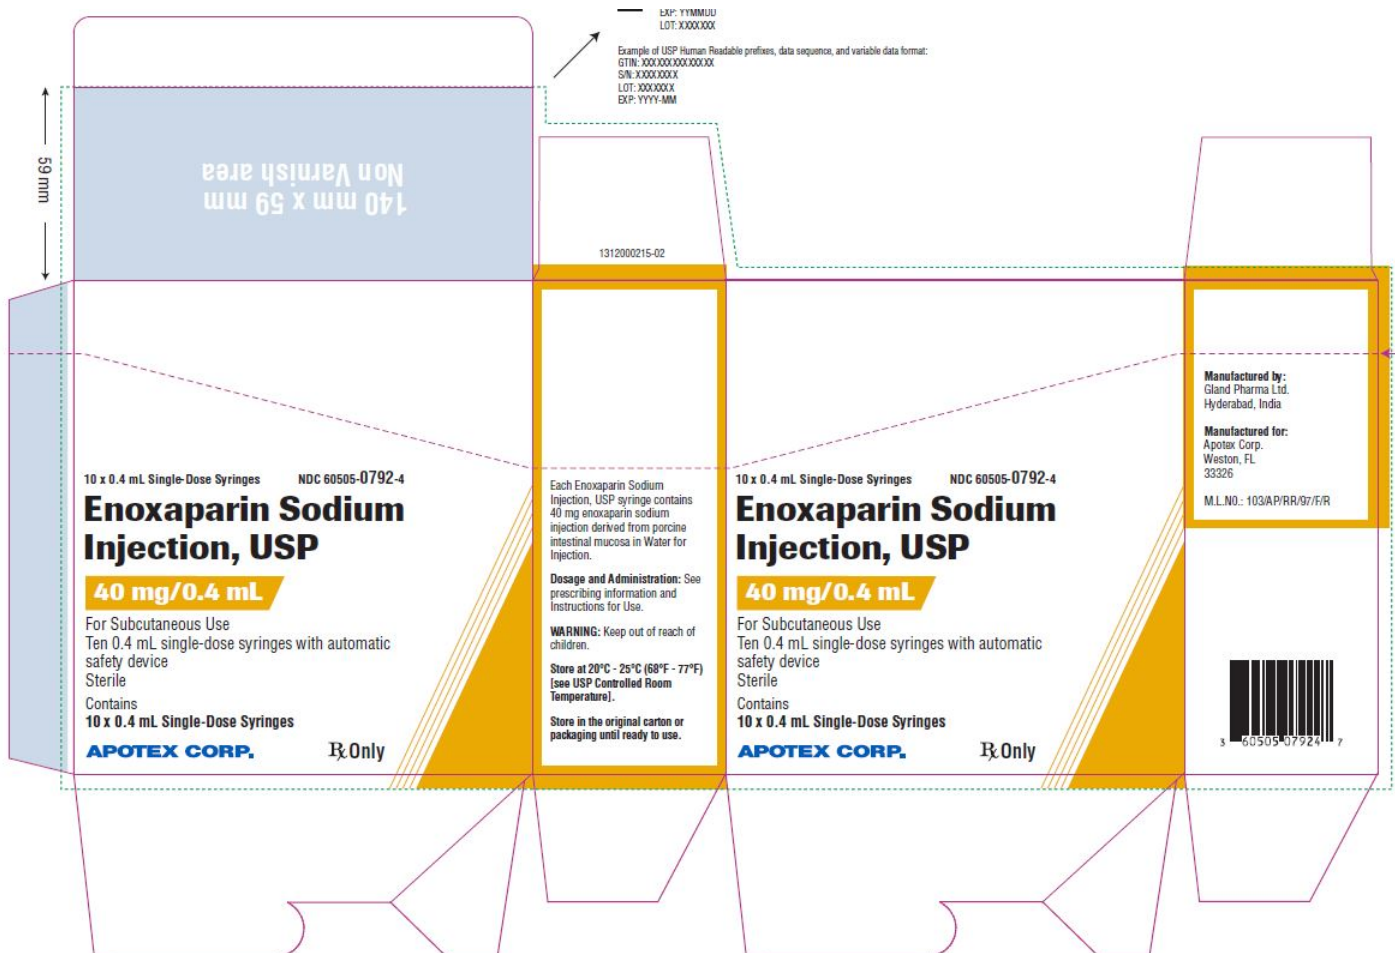 EXP: YYMMDD
LOT: XXXXXXX
Example of USP Human Readable prefixes, data sequence, and variable data format:
GTIN: XXXXXXXXXXXXXX
S/N: XXXXXXXX
LOT: XXXXXXX
EXP: YYYY-MM
59 mm
140 mm x 59 mm
Non Varnish area
1312000215-02
10 x 0.4 mL Single-Dose Syringes NDC 60505-0792-4
Enoxaparin Sodium
Injection, USP
40 mg/0.4 mL
For Subcutaneous Use
Ten 0.4 mL single-dose syringes with automatic
safety device
Sterile
Contains
10 x 0.4 mL Single-Dose Syringes
APOTEX CORP. ℞ Only
Each Enoxaparin Sodium
Injection, USP syringe contains
40 mg enoxaparin sodium
injection derived from porcine
intestinal mucosa in Water for
Injection.
Dosage and Administration: See
prescribing information and
Instructions for Use.
WARNING: Keep out of reach of
children.
Store at 20°C - 25°C (68°F - 77°F)
[see USP Controlled Room
Temperature].
Store in the original carton or
packaging until ready to use.
10 x 0.4 mL Single-Dose Syringes NDC 60505-0792-4
Enoxaparin Sodium
Injection, USP
40 mg/0.4 mL
For Subcutaneous Use
Ten 0.4 mL single-dose syringes with automatic
safety device
Sterile
Contains
10 x 0.4 mL Single-Dose Syringes
APOTEX CORP. ℞ Only
Manufactured by:
Gland Pharma Ltd.
Hyderabad, India
Manufactured for:
Apotex Corp.
Weston, FL
33326
M.L.NO.: 103/AP/RR/97/F/R
3 60505 07924 7